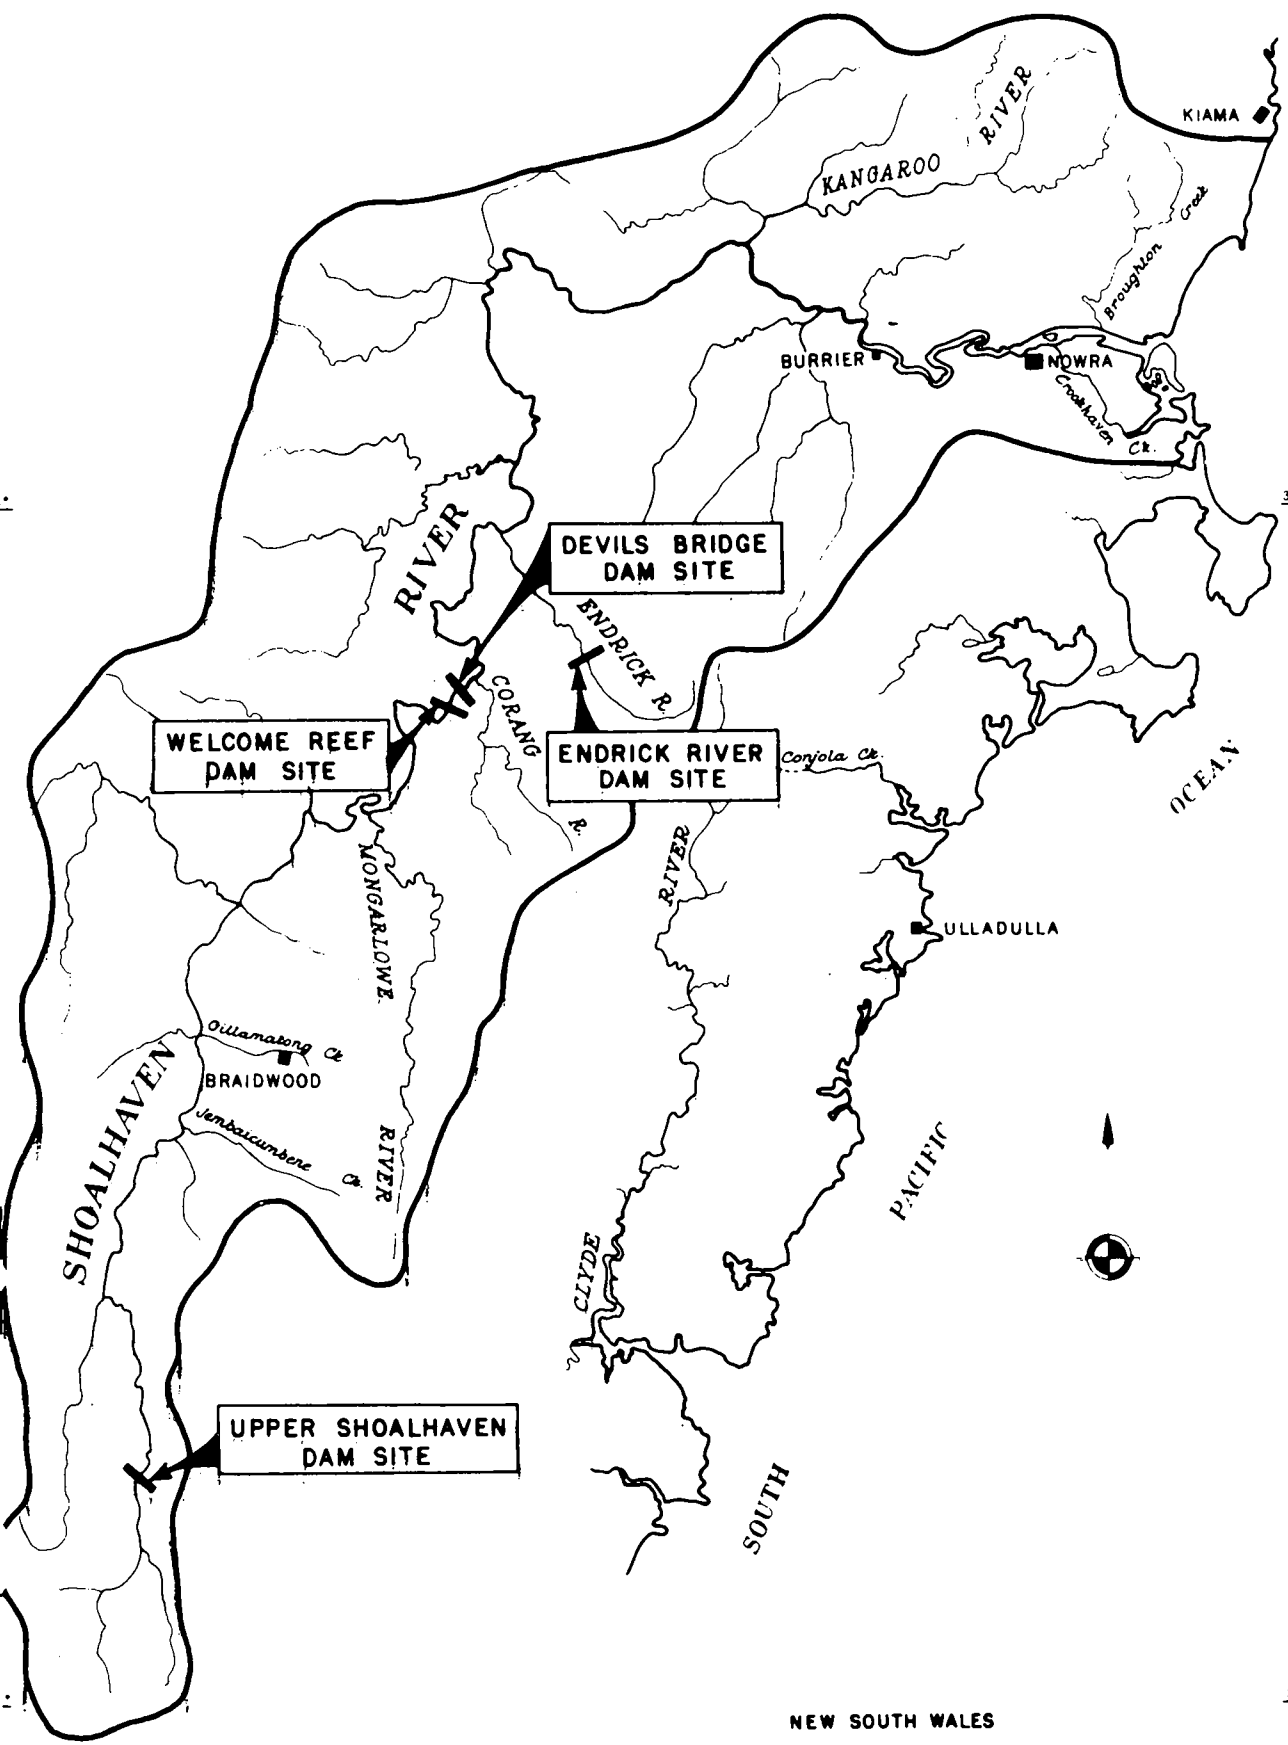 RIVER
KIAMA
KANGAROO
Creek
Broughton
BURRIER
NOWRA
Crookhaven
Ck.
RIVER
DEVILS BRIDGE
DAM SITE
ENDRICK R.
CORANG
R.
WELCOME REEF
DAM SITE
ENDRICK RIVER
DAM SITE
Conjola Ck.
OCEAN
RIVER
MONGARLOWE
ULLADULLA
Gillamatong Ck
BRAIDWOOD
SHOALHAVEN
Jembaicumbene Ck.
RIVER
PACIFIC
CLYDE
UPPER SHOALHAVEN
DAM SITE
SOUTH
NEW SOUTH WALES